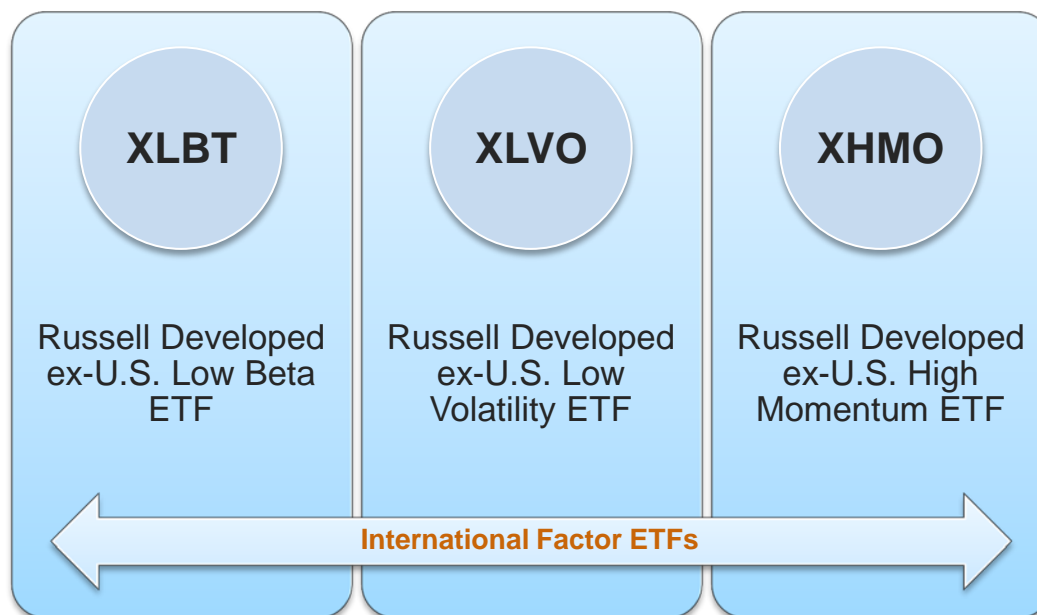 XLBT
Russell Developed
ex-U.S. Low Beta
ETF
XLVO
Russell Developed
ex-U.S. Low
Volatility ETF
XHMO
Russell Developed
ex-U.S. High
Momentum ETF
International Factor ETFs